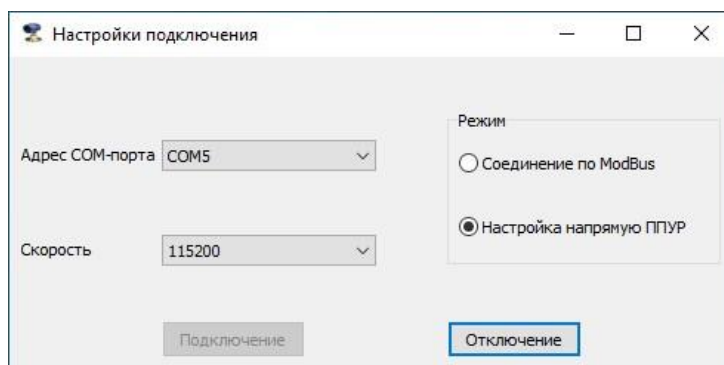 Настройки подключения
Режим
Адрес COM-порта COM5
Соединение по ModBus
Настройка напрямую ППУР
Скорость 115200
Подключение Отключение